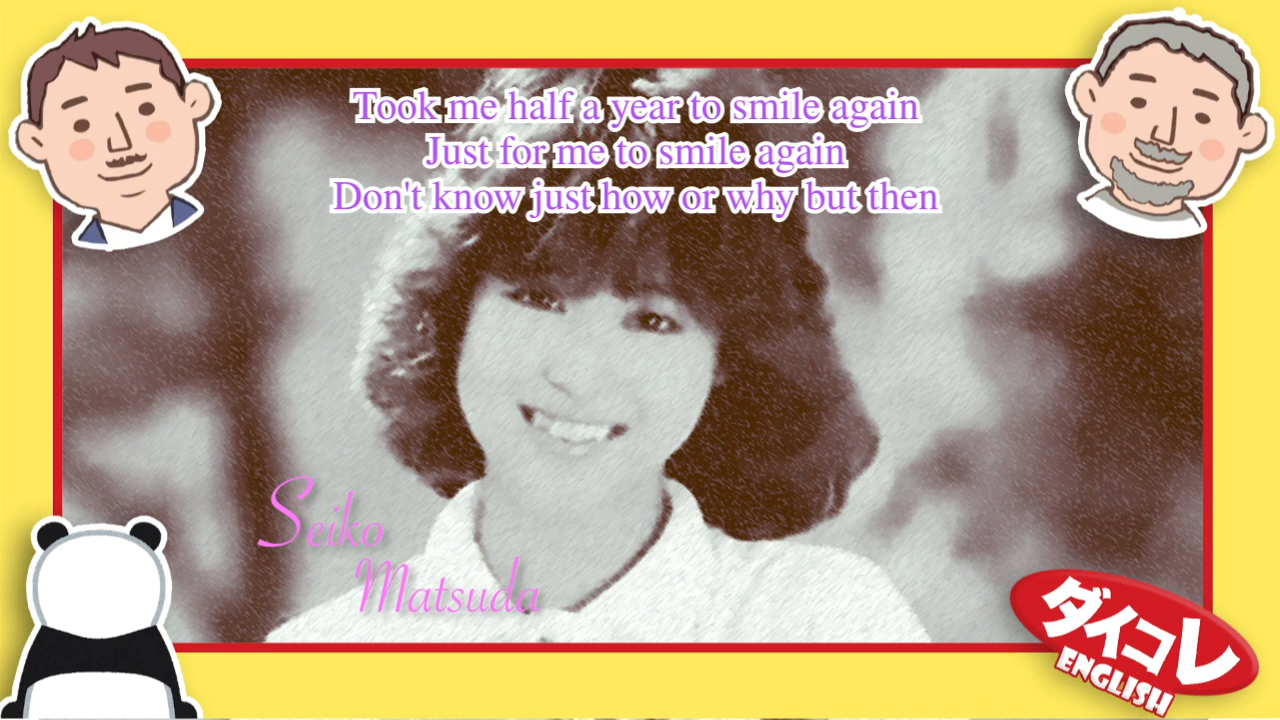 Took me half a year to smile again
Just for me to smile again
Don't know just how or why but then
Seiko
Matsuda
ダイコレ
ENGLISH